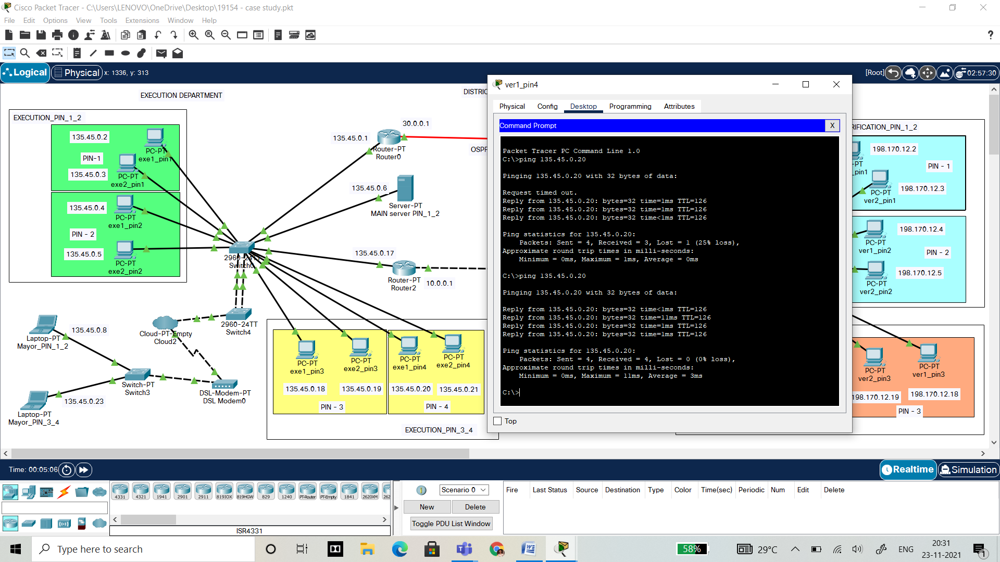 Cisco Packet Tracer - C:\Users\LENOVO\OneDrive\Desktop\19154 - case study.pkt
File Edit Options View Tools Extensions Window Help
?
Logical Physical x: 1336, y: 313
[Root] 02:57:30
EXECUTION DEPARTMENT
DISTRIC
EXECUTION_PIN_1_2
135.45.0.2
PC-PT
exe1_pin1
PIN-1
135.45.0.3
PC-PT
exe2_pin1
135.45.0.4
PC-PT
exe1_pin2
PIN - 2
135.45.0.5
PC-PT
exe2_pin2
30.0.0.1
135.45.0.1
Router-PT
Router0
OSPF
135.45.0.6
Server-PT
MAIN server PIN_1_2
2960-24TT
Switch0
135.45.0.17
Router-PT
Router2
10.0.0.1
2960-24TT
Switch4
Cloud-PT-Empty
Cloud2
135.45.0.8
Laptop-PT
Mayor_PIN_1_2
Switch-PT
Switch3
DSL-Modem-PT
DSL Modem0
135.45.0.23
Laptop-PT
Mayor_PIN_3_4
PC-PT
exe1_pin3
PC-PT
exe2_pin3
PC-PT
exe1_pin4
PC-PT
exe2_pin4
135.45.0.18
135.45.0.19
135.45.0.20
135.45.0.21
PIN - 3
PIN - 4
EXECUTION_PIN_3_4
ver1_pin4
Physical Config Desktop Programming Attributes
Command Prompt
X
Packet Tracer PC Command Line 1.0
C:\>ping 135.45.0.20
Pinging 135.45.0.20 with 32 bytes of data:
Request timed out.
Reply from 135.45.0.20: bytes=32 time=1ms TTL=126
Reply from 135.45.0.20: bytes=32 time=1ms TTL=126
Reply from 135.45.0.20: bytes=32 time<1ms TTL=126
Ping statistics for 135.45.0.20:
Packets: Sent = 4, Received = 3, Lost = 1 (25% loss),
Approximate round trip times in milli-seconds:
Minimum = 0ms, Maximum = 1ms, Average = 0ms
C:\>ping 135.45.0.20
Pinging 135.45.0.20 with 32 bytes of data:
Reply from 135.45.0.20: bytes=32 time<1ms TTL=126
Reply from 135.45.0.20: bytes=32 time=11ms TTL=126
Reply from 135.45.0.20: bytes=32 time=1ms TTL=126
Reply from 135.45.0.20: bytes=32 time=1ms TTL=126
Ping statistics for 135.45.0.20:
Packets: Sent = 4, Received = 4, Lost = 0 (0% loss),
Approximate round trip times in milli-seconds:
Minimum = 0ms, Maximum = 11ms, Average = 3ms
C:\>
Top
RIFICATION_PIN_1_2
198.170.12.2
-PT
_pin1
PIN - 1
198.170.12.3
PC-PT
ver2_pin1
198.170.12.4
PC-PT
ver1_pin2
PIN - 2
198.170.12.5
PC-PT
ver2_pin2
PC-PT
ver2_pin3
PC-PT
ver1_pin3
198.170.12.19
198.170.12.18
PIN - 3
Time: 00:05:06
Realtime Simulation
4331 4321 1941 2901 2911 819IOX 819HGW 829 1240 PT-Router PT-Empty 1841 2620XM 262
ISR4331
Scenario 0
New Delete
Toggle PDU List Window
Fire Last Status Source Destination Type Color Time(sec) Periodic Num Edit Delete
Type here to search
58%
29°C
ENG
20:31
23-11-2021
1